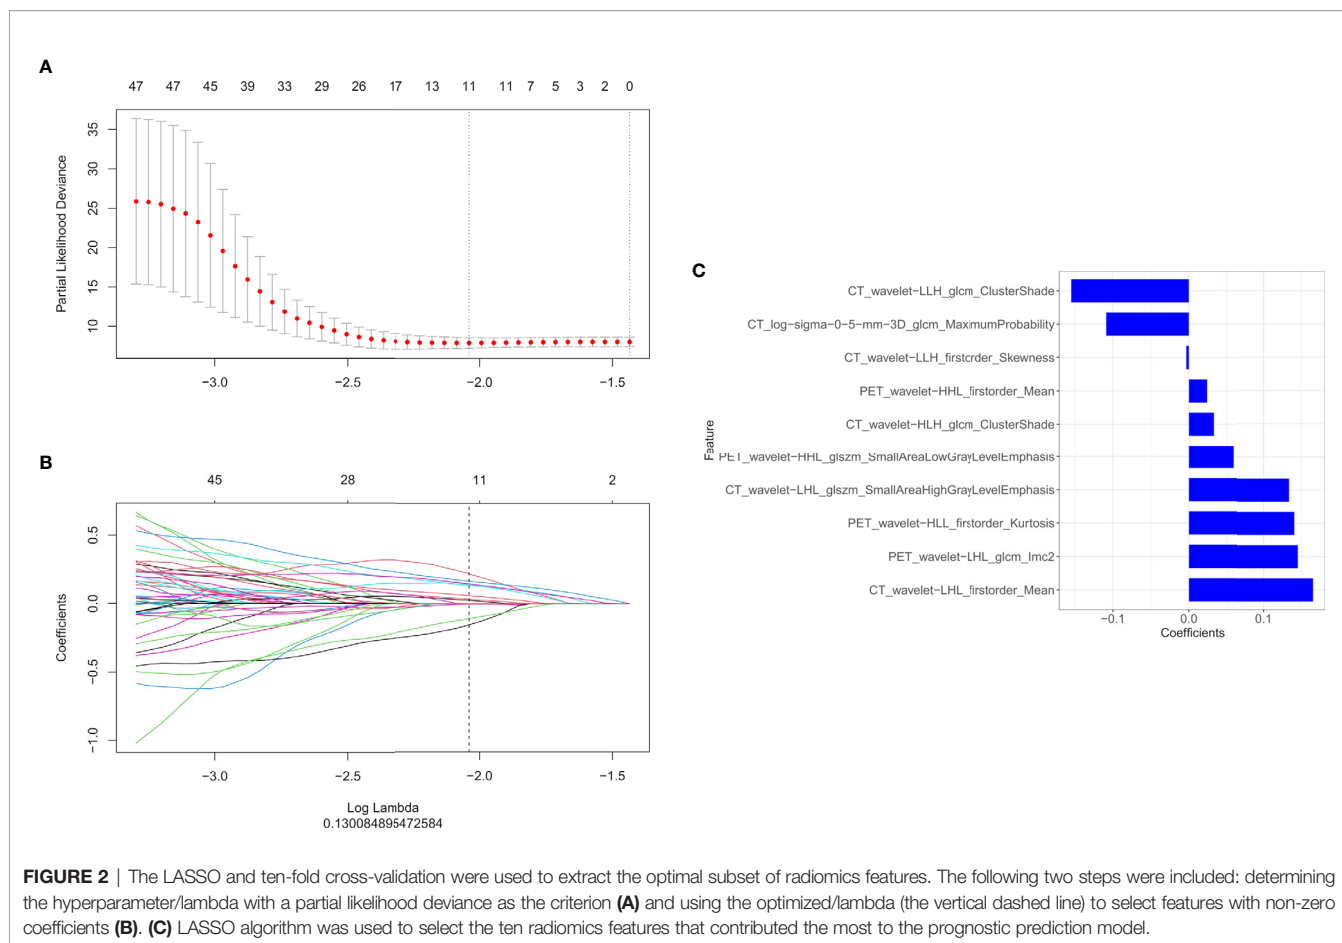 A
47 47 45 39 33 29 26 17 13 11 11 7 5 3 2 0
Partial Likelihood Deviance
35
30
25
20
15
10
−3.0 −2.5 −2.0 −1.5
B
45 28 11 2
Coefficients
0.5
0.0
−0.5
−1.0
−3.0 −2.5 −2.0 −1.5
Log Lambda
0.130084895472584
C
Feature
CT_wavelet−LLH_glcm_ClusterShade
CT_log−sigma−0−5−mm−3D_glcm_MaximumProbability
CT_wavelet−LLH_firstorder_Skewness
PET_wavelet−HHL_firstorder_Mean
CT_wavelet−HLH_glcm_ClusterShade
PET_wavelet−HHL_glszm_SmallAreaLowGrayLevelEmphasis
CT_wavelet−LHL_glszm_SmallAreaHighGrayLevelEmphasis
PET_wavelet−HLL_firstorder_Kurtosis
PET_wavelet−LHL_glcm_Imc2
CT_wavelet−LHL_firstorder_Mean
−0.1 0.0 0.1
Coefficients
FIGURE 2 | The LASSO and ten-fold cross-validation were used to extract the optimal subset of radiomics features. The following two steps were included: determining
the hyperparameter/lambda with a partial likelihood deviance as the criterion (A) and using the optimized/lambda (the vertical dashed line) to select features with non-zero
coefficients (B). (C) LASSO algorithm was used to select the ten radiomics features that contributed the most to the prognostic prediction model.